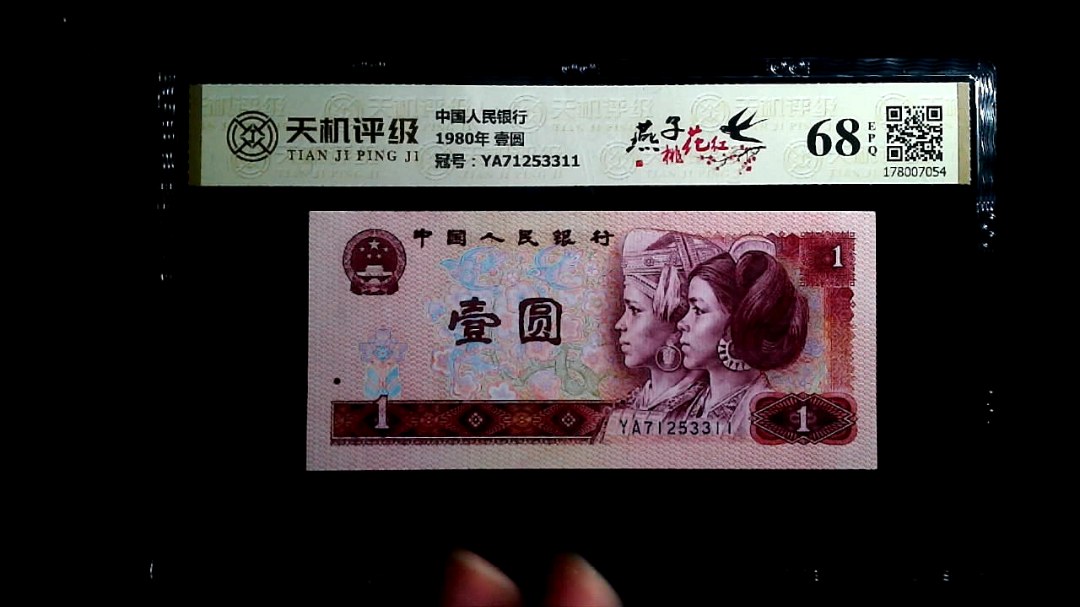 天机评级
TIAN JI PING JI
中国人民银行
1980年 壹圆
冠号：YA71253311
燕子
桃花红
68
EPQ
178007054
中国人民银行
1
壹圆
1
YA71253311
1